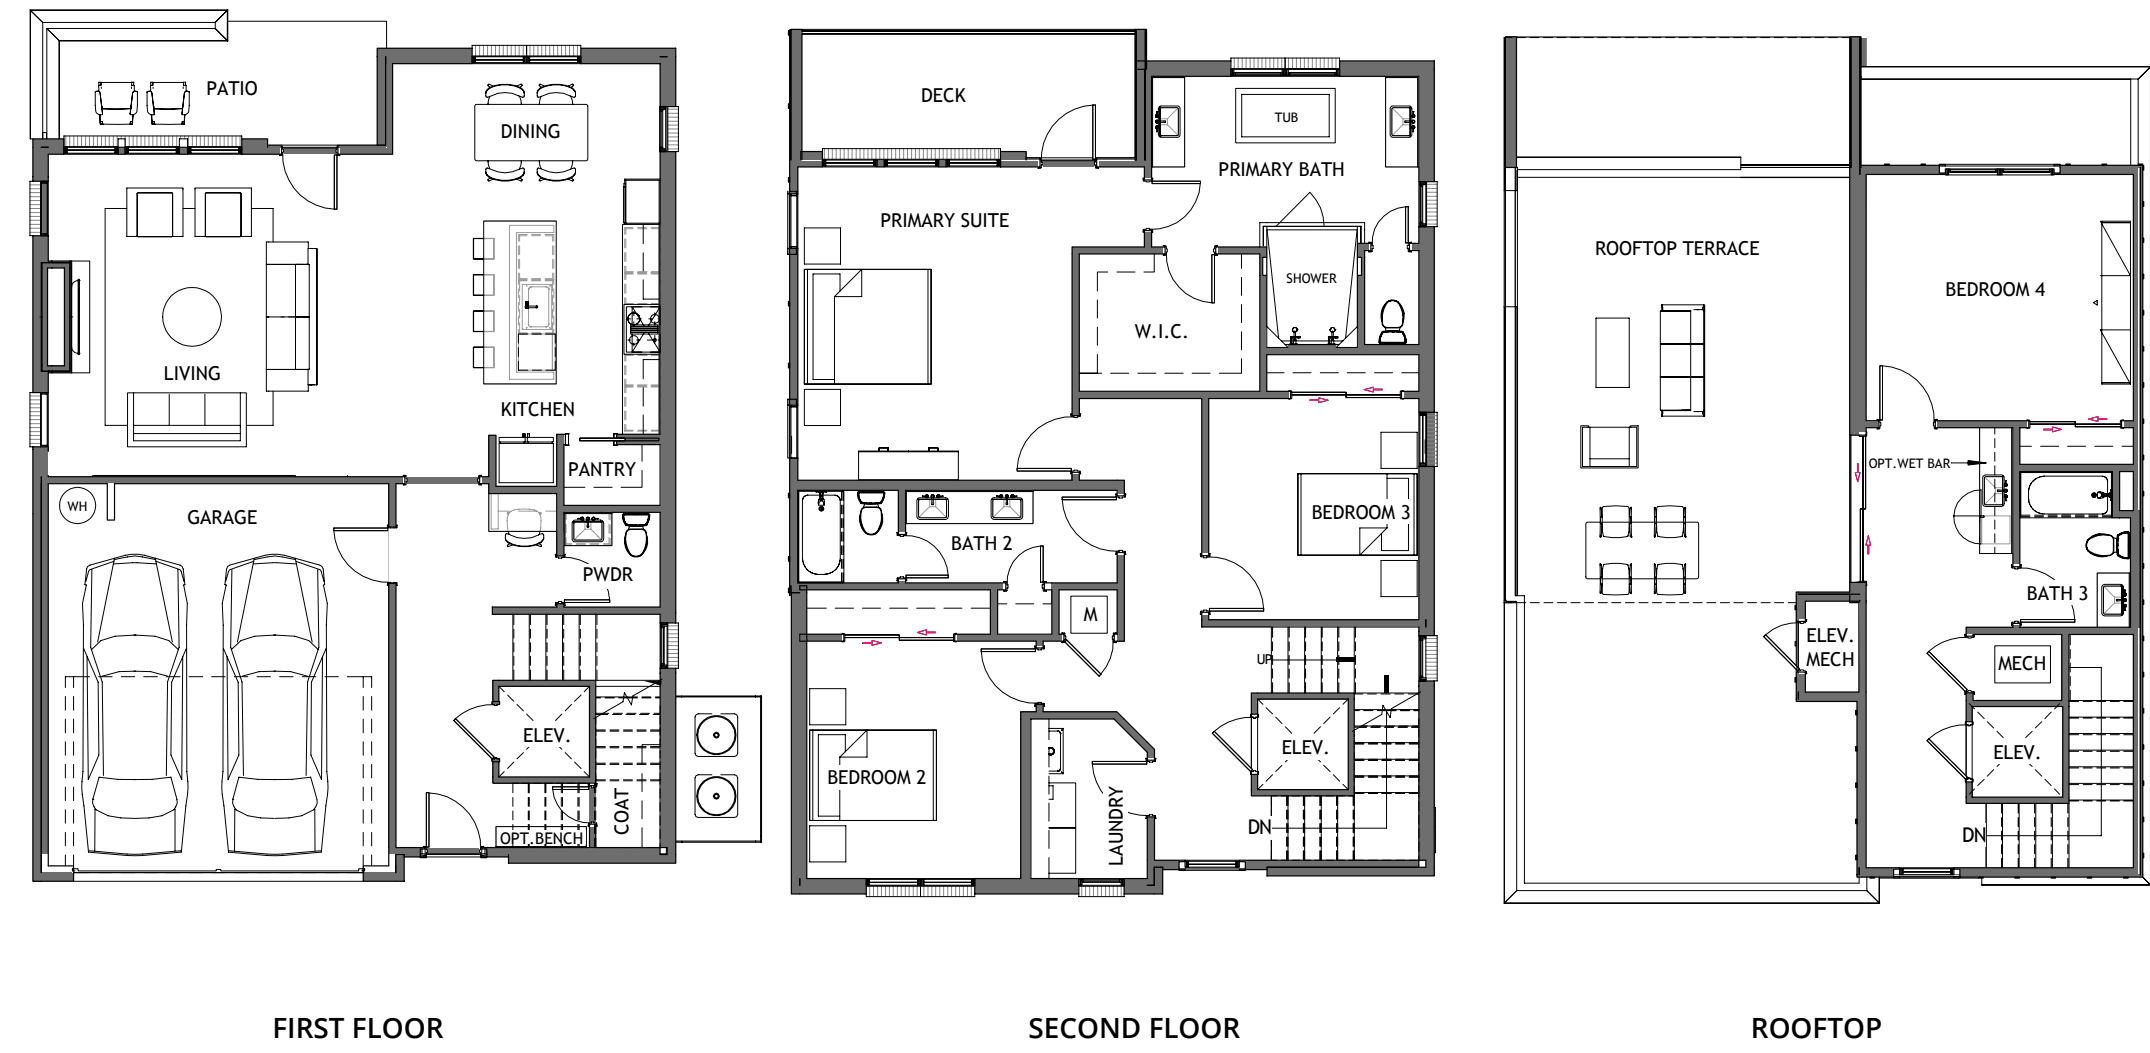 PATIO
DINING
LIVING
KITCHEN
PANTRY
WH
GARAGE
PWDR
ELEV.
COAT
OPT.BENCH
FIRST FLOOR
DECK
TUB
PRIMARY BATH
PRIMARY SUITE
SHOWER
W.I.C.
BEDROOM 3
BATH 2
M
UP
ELEV.
BEDROOM 2
LAUNDRY
DN
SECOND FLOOR
ROOFTOP TERRACE
BEDROOM 4
OPT.WET BAR
BATH 3
ELEV.
MECH
MECH
ELEV.
DN
ROOFTOP